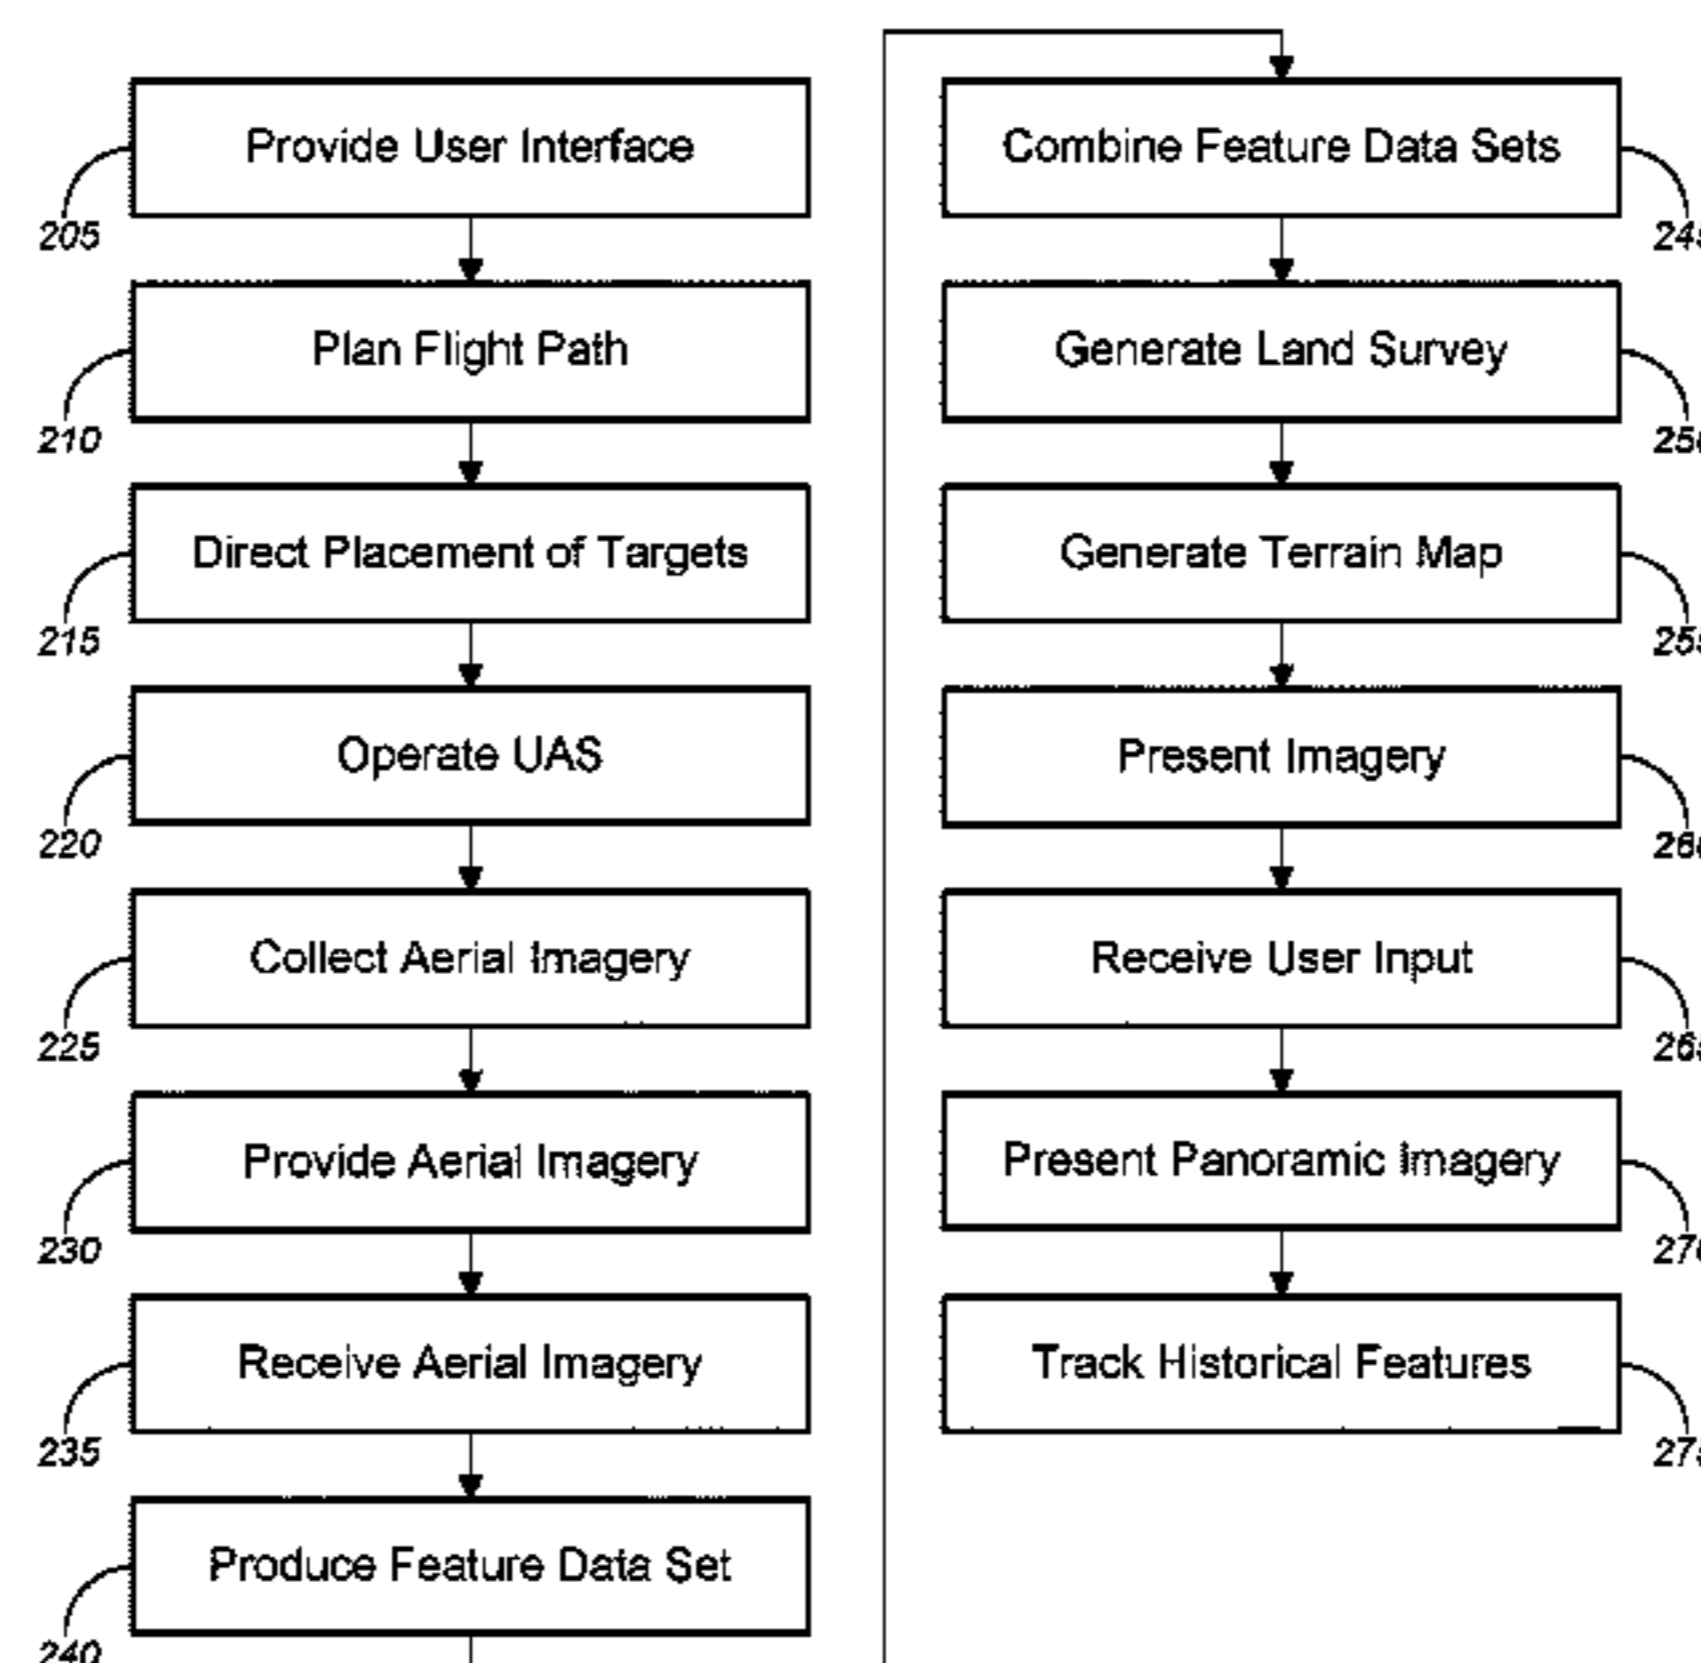 Provide User Interface
205
Plan Flight Path
210
Direct Placement of Targets
215
Operate UAS
220
Collect Aerial Imagery
225
Provide Aerial Imagery
230
Receive Aerial Imagery
235
Produce Feature Data Set
240
Combine Feature Data Sets
Generate Land Survey
Generate Terrain Map
Present Imagery
Receive User Input
Present Panoramic Imagery
Track Historical Features